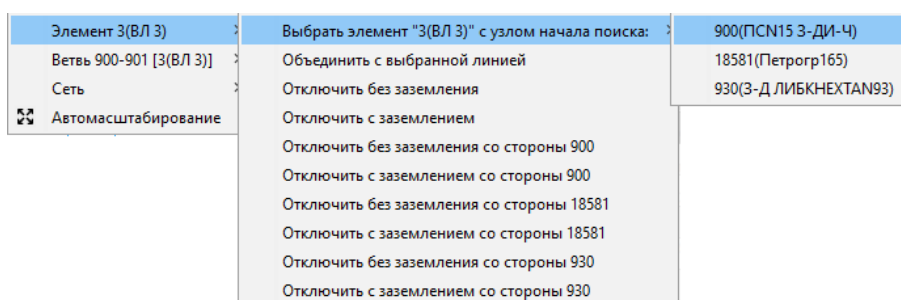 Элемент 3(ВЛ 3)
Ветвь 900-901 [3(ВЛ 3)]
Сеть
Автомасштабирование
Выбрать элемент "3(ВЛ 3)" с узлом начала поиска:
Объединить с выбранной линией
Отключить без заземления
Отключить с заземлением
Отключить без заземления со стороны 900
Отключить с заземлением со стороны 900
Отключить без заземления со стороны 18581
Отключить с заземлением со стороны 18581
Отключить без заземления со стороны 930
Отключить с заземлением со стороны 930
900(ПСN15 3-ДИ-Ч)
18581(Петрогр165)
930(3-Д ЛИБКНЕХТАN93)